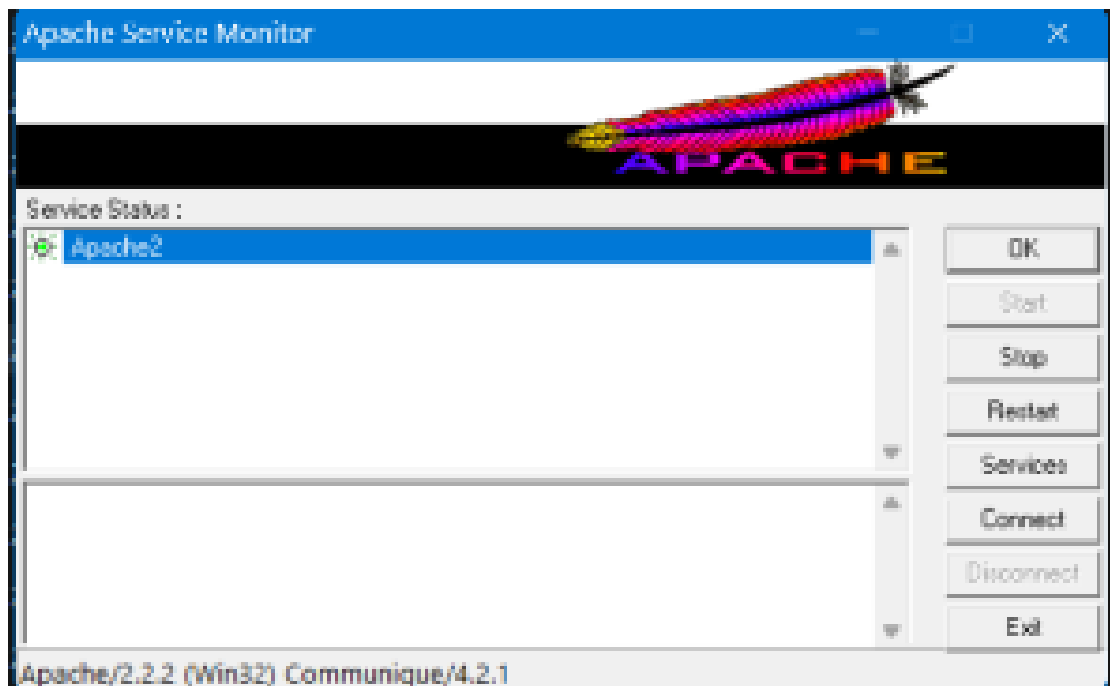 Apache Service Monitor
APACHE
Service Status :
Apache2
OK
Start
Stop
Restart
Services
Connect
Disconnect
Exit
Apache/2.2.2 (Win32) Communique/4.2.1